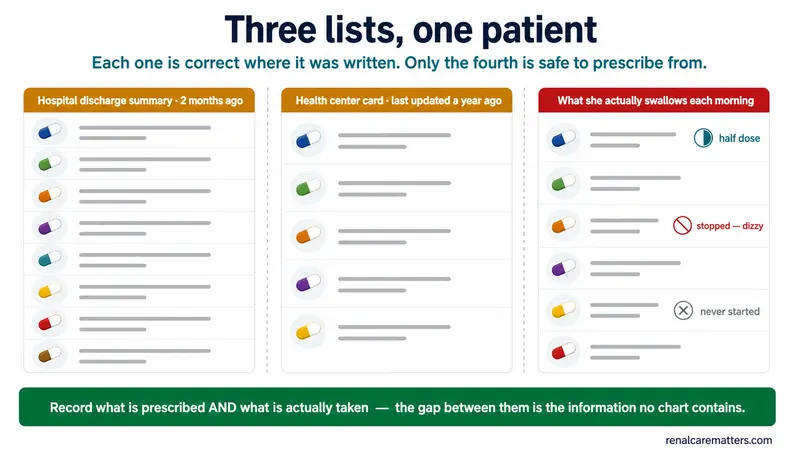 Three lists, one patient
Each one is correct where it was written. Only the fourth is safe to prescribe from.
Hospital discharge summary · 2 months ago
Health center card · last updated a year ago
What she actually swallows each morning
half dose
stopped — dizzy
never started
Record what is prescribed AND what is actually taken — the gap between them is the information no chart contains.
renalcarematters.com